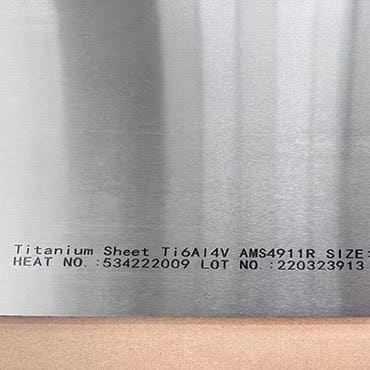 Titanium Sheet Ti6Al4V AMS4911R SIZE:
HEAT NO.:534222009 LOT NO.:220323913